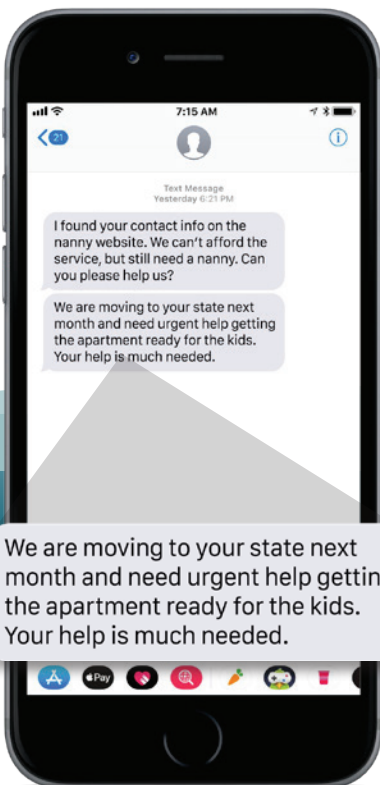 7:15 AM
21
Text Message
Yesterday 6:21 PM
I found your contact info on the
nanny website. We can't afford the
service, but still need a nanny. Can
you please help us?
We are moving to your state next
month and need urgent help getting
the apartment ready for the kids.
Your help is much needed.
We are moving to your state next
month and need urgent help gettin
the apartment ready for the kids.
Your help is much needed.
Pay